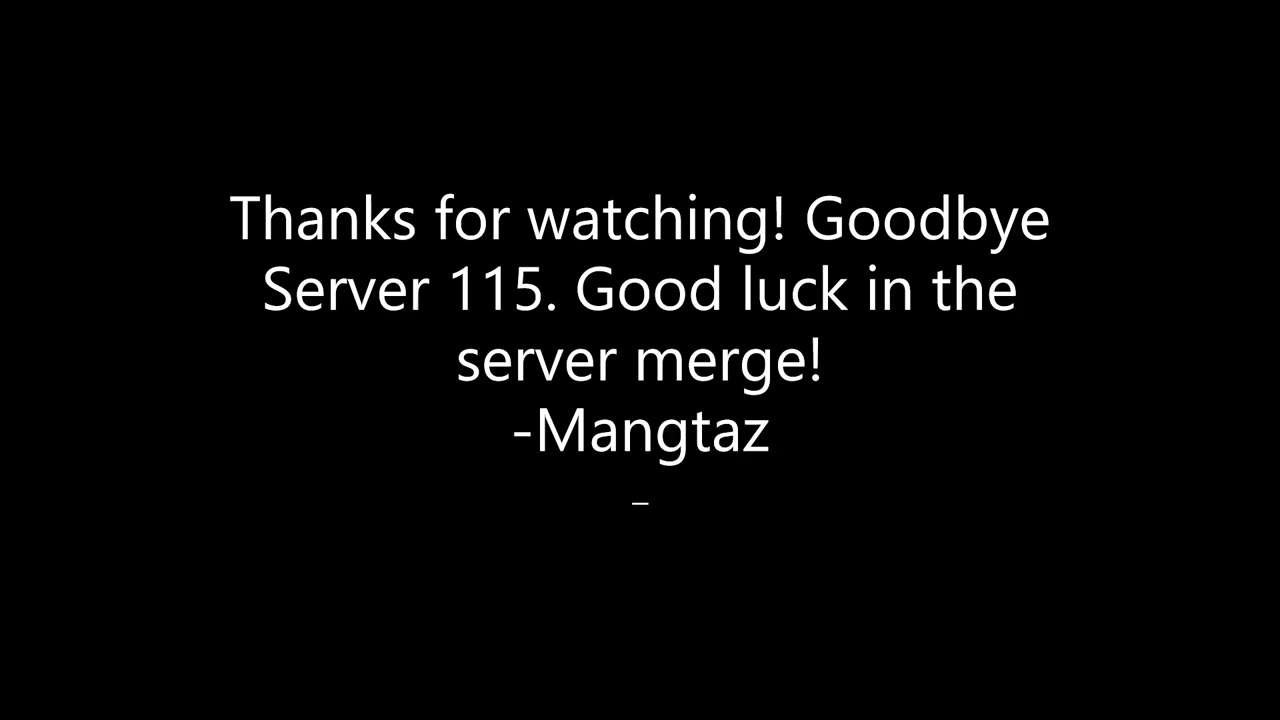 Thanks for watching! Goodbye
Server 115. Good luck in the
server merge!
-Mangtaz
_